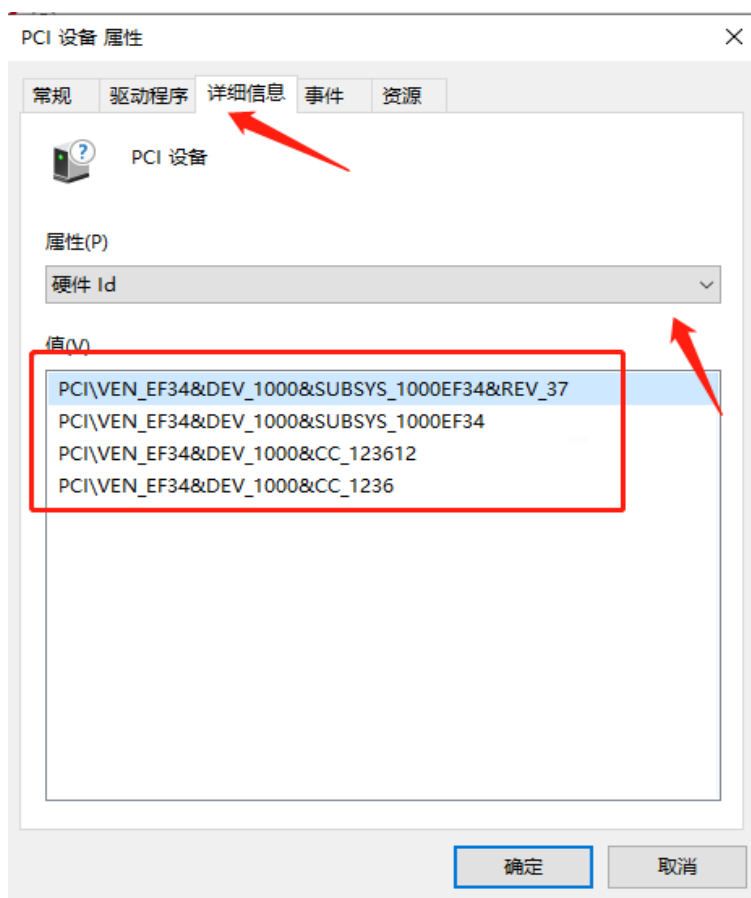 PCI 设备 属性
常规 驱动程序 详细信息 事件 资源
PCI 设备
属性(P)
硬件 Id
值(V)
PCI\VEN_EF34&DEV_1000&SUBSYS_1000EF34&REV_37
PCI\VEN_EF34&DEV_1000&SUBSYS_1000EF34
PCI\VEN_EF34&DEV_1000&CC_123612
PCI\VEN_EF34&DEV_1000&CC_1236
确定 取消